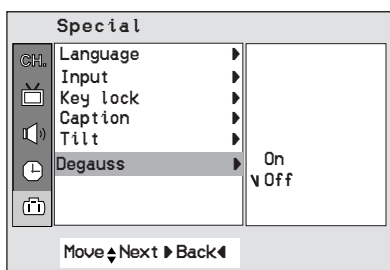 Special
CH.
Language
Input
Key lock
Caption
Tilt
Degauss
On
Off
Move Next Back